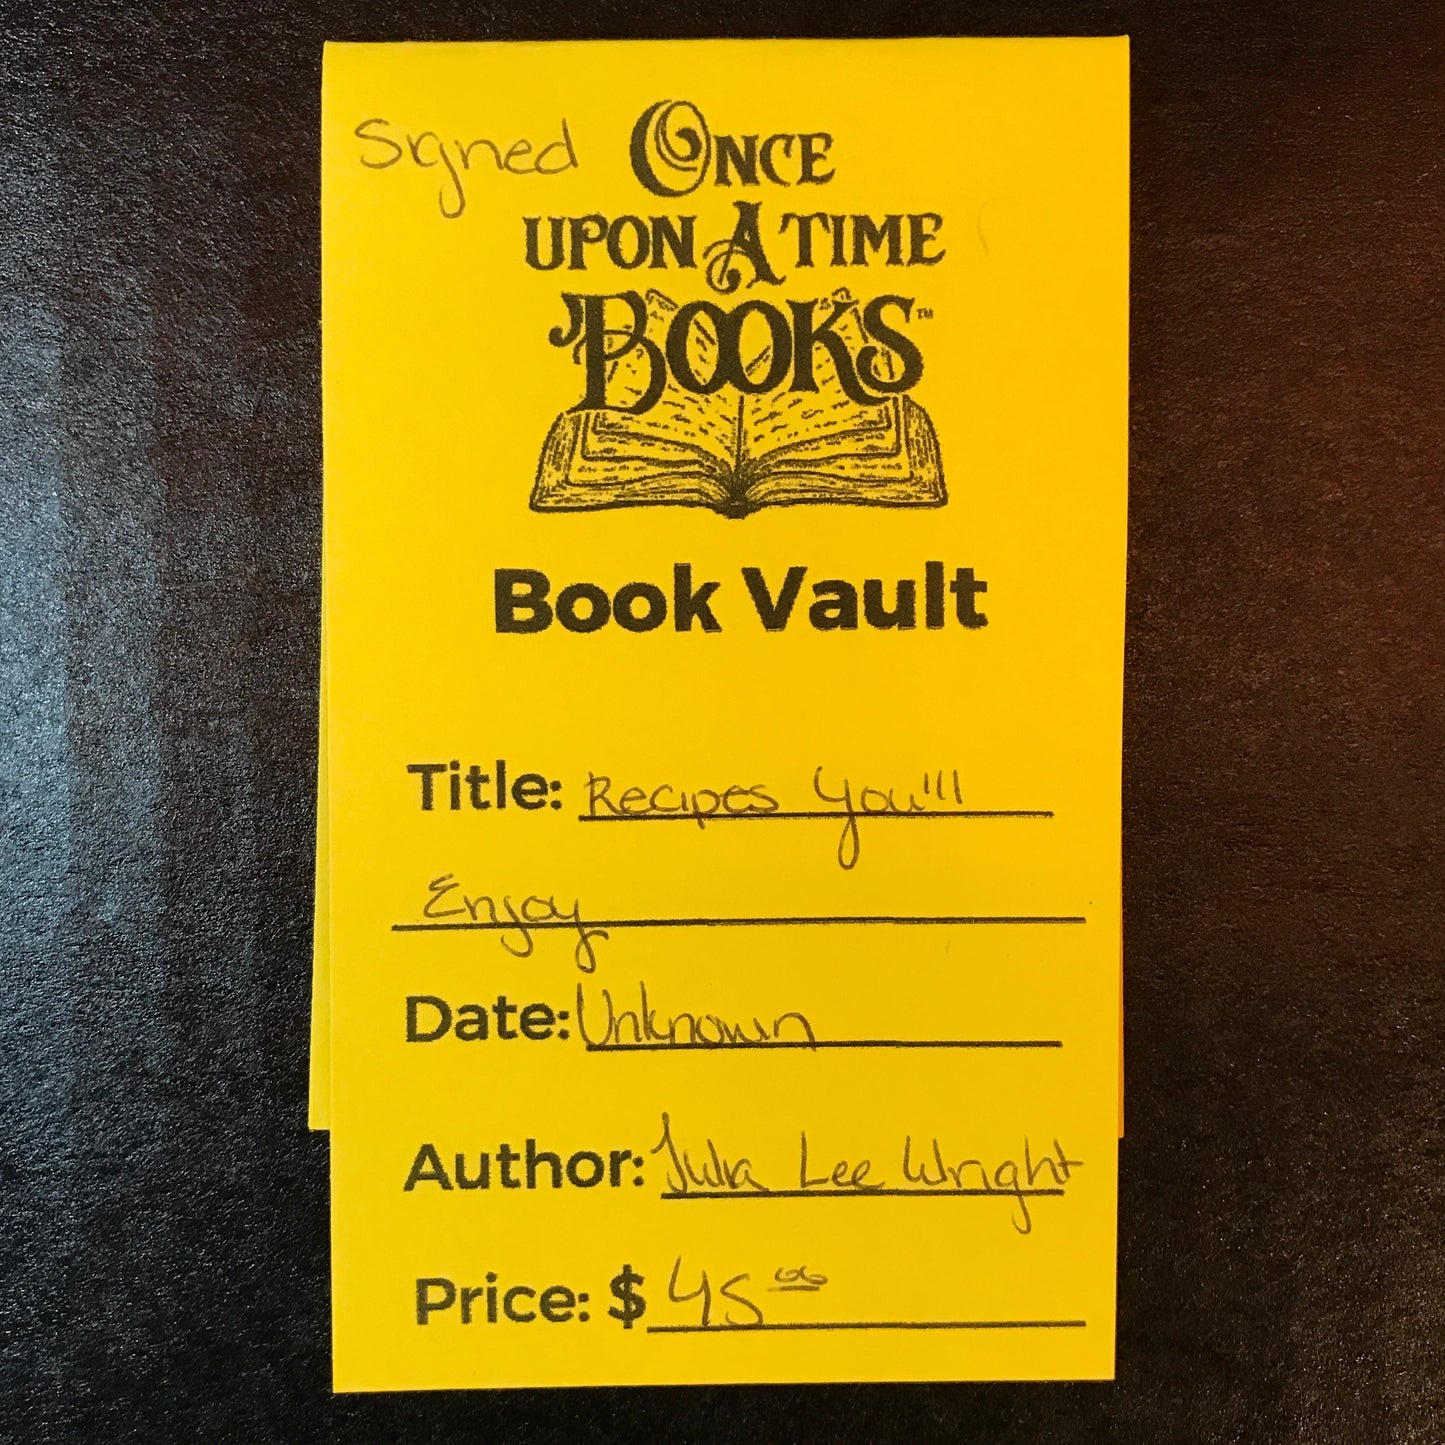 Signed
ONCE
UPON A TIME
BOOKS™
Book Vault
Title: Recipes You'll
Enjoy
Date: Unknown
Author: Julia Lee Wright
Price: $ 45.00